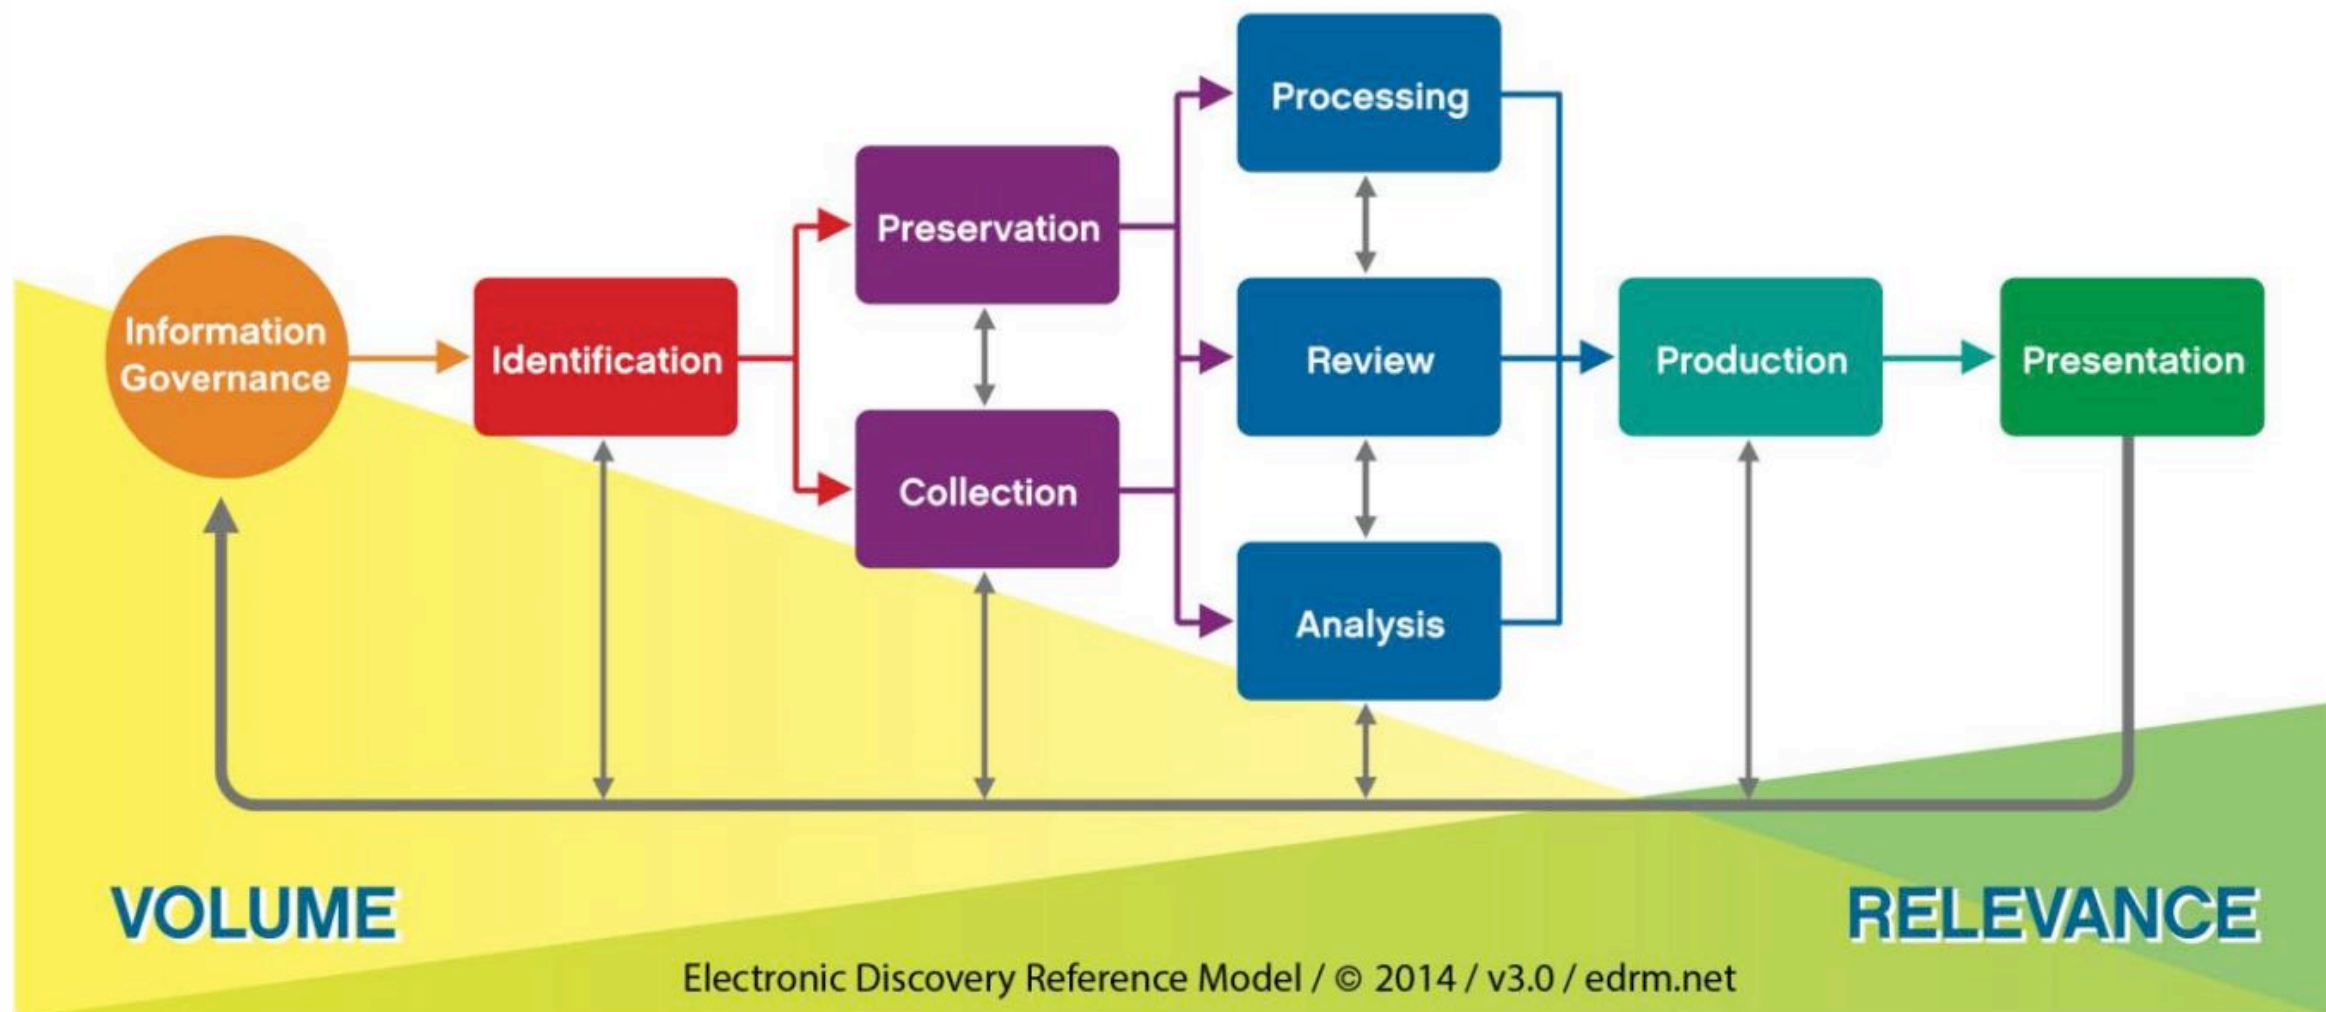 Information
Governance
Identification
Preservation
Collection
Processing
Review
Analysis
Production
Presentation
VOLUME
RELEVANCE
Electronic Discovery Reference Model / © 2014 / v3.0 / edrm.net